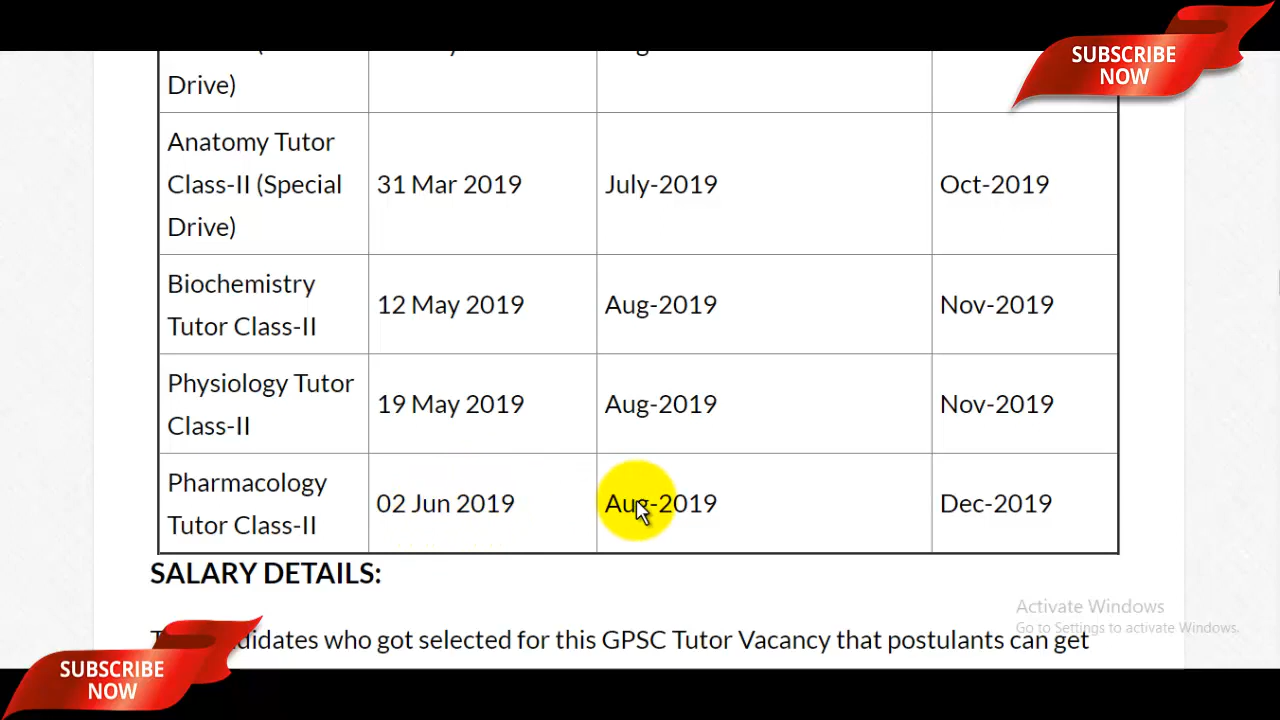 SUBSCRIBE
NOW
Drive)
Anatomy Tutor
Class-II (Special
Drive)
31 Mar 2019
July-2019
Oct-2019
Biochemistry
Tutor Class-II
12 May 2019
Aug-2019
Nov-2019
Physiology Tutor
Class-II
19 May 2019
Aug-2019
Nov-2019
Pharmacology
Tutor Class-II
02 Jun 2019
Aug-2019
Dec-2019
SALARY DETAILS:
Activate Windows
Go to Settings to activate Windows.
who got selected for this GPSC Tutor Vacancy that postulants can get
SUBSCRIBE
NOW